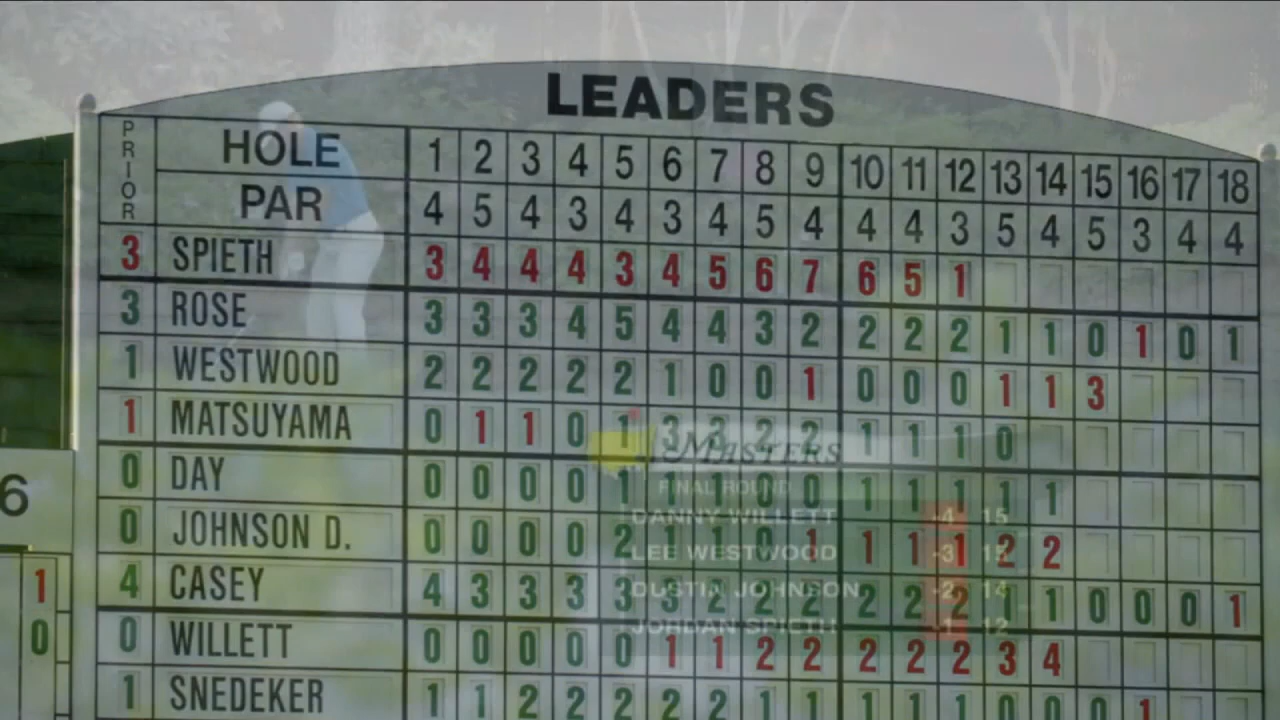 LEADERS
PRIOR HOLE 1 2 3 4 5 6 7 8 9 10 11 12 13 14 15 16 17 18
PAR 4 5 4 3 4 3 4 5 4 4 4 3 5 4 5 3 4 4
3 SPIETH 3 4 4 4 3 4 5 6 7 6 5 1
3 ROSE 3 3 3 4 5 4 4 3 2 2 2 2 1 1 0 1 0 1
1 WESTWOOD 2 2 2 2 2 1 0 0 1 0 0 0 1 1 3
1 MATSUYAMA 0 1 1 0 1 3 3 2 2 1 1 1 0
0 DAY 0 0 0 0 1 0 1 1 1 1 1
0 JOHNSON D. 0 0 0 0 2 1 1 0 1 1 1 1 2 2
4 CASEY 4 3 3 3 3 3 2 2 2 2 2 2 1 1 0 0 0 1
0 WILLETT 0 0 0 0 0 1 1 2 2 2 2 2 3 4
1 SNEDEKER 1 1 2 2 2 2 2 1 1 1 1 1 0 0 0 1
6
1
0
MASTERS
FINAL ROUND
DANNY WILLETT -4 15
LEE WESTWOOD -3
DUSTIN JOHNSON -2 14
JORDAN SPIETH -1 12